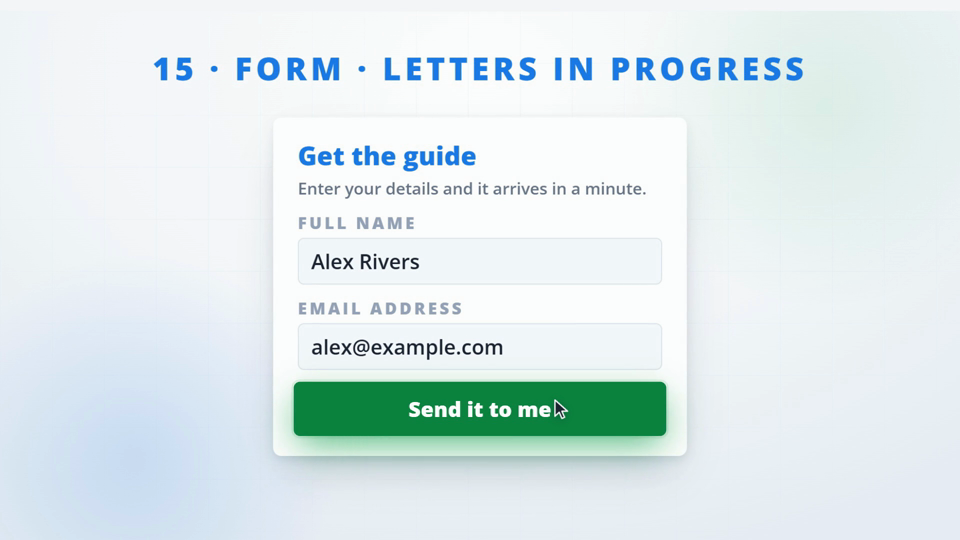 15 · FORM · LETTERS IN PROGRESS
Get the guide
Enter your details and it arrives in a minute.
FULL NAME
Alex Rivers
EMAIL ADDRESS
alex@example.com
Send it to me